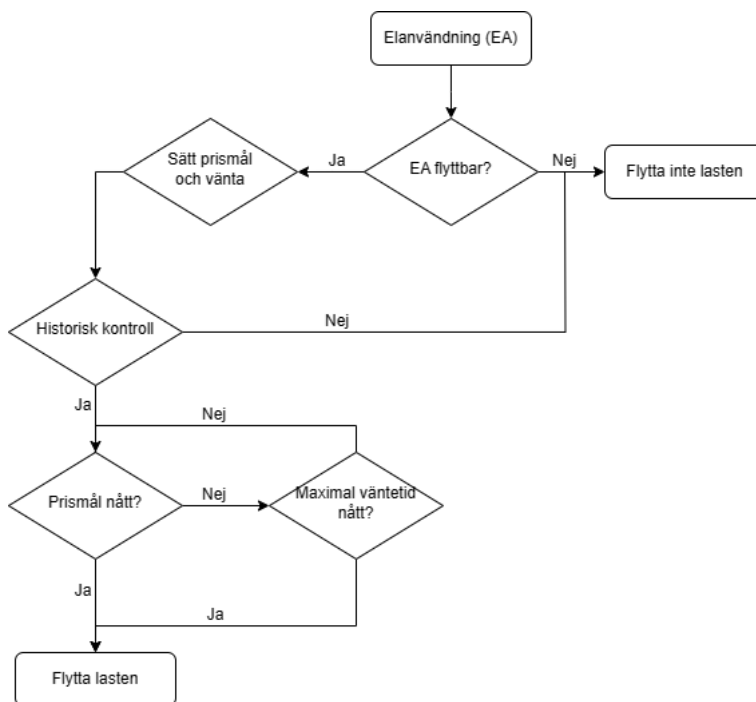 Elanvändning (EA)
EA flyttbar?
Ja
Nej
Sätt prismål
och vänta
Flytta inte lasten
Historisk kontroll
Nej
Ja
Nej
Prismål nått?
Nej
Maximal väntetid
nått?
Ja
Ja
Flytta lasten